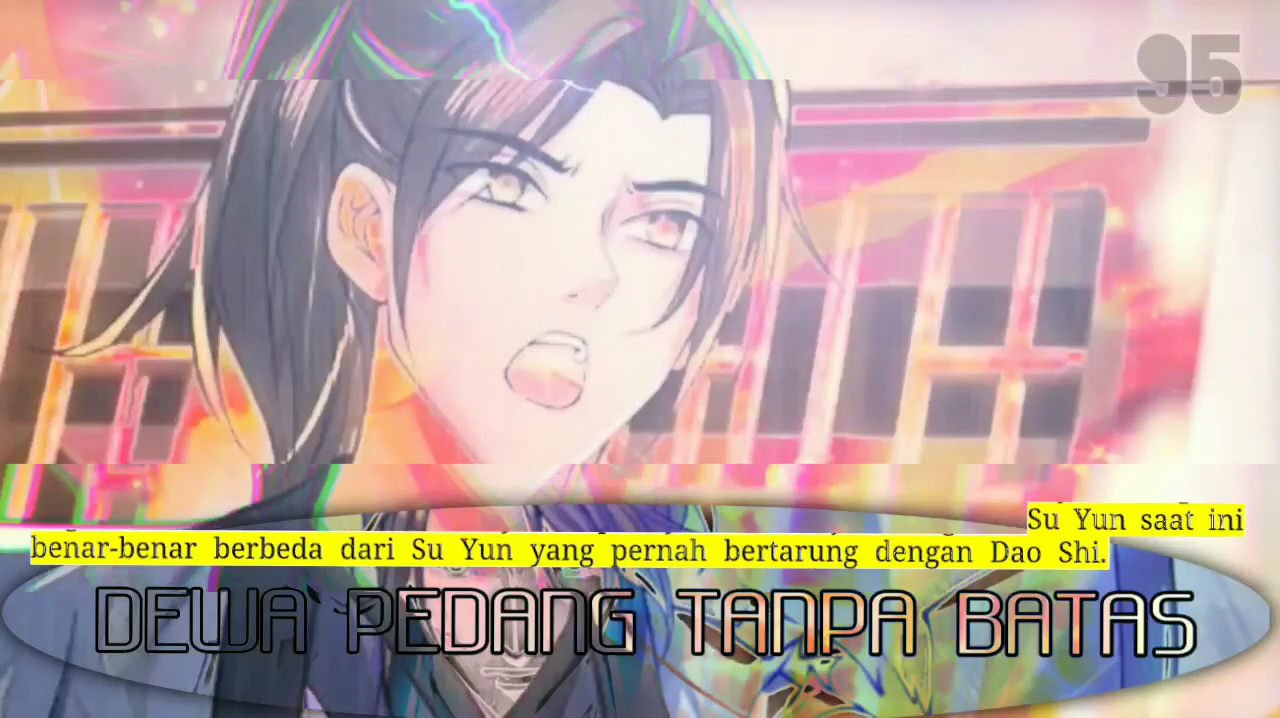 95
Su Yun saat ini
benar-benar berbeda dari Su Yun yang pernah bertarung dengan Dao Shi.
DEWA PEDANG TANPA BATAS